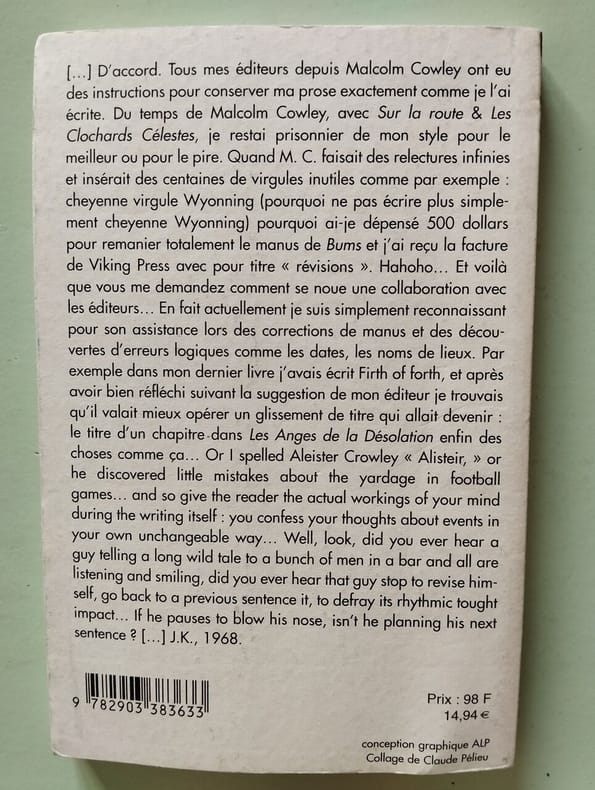 [...] D'accord. Tous mes éditeurs depuis Malcolm Cowley ont eu
des instructions pour conserver ma prose exactement comme je l'ai
écrite. Du temps de Malcolm Cowley, avec Sur la route & Les
Clochards Célestes, je restai prisonnier de mon style pour le
meilleur ou pour le pire. Quand M. C. faisait des relectures infinies
et insérait des centaines de virgules inutiles comme par exemple :
cheyenne virgule Wyonning (pourquoi ne pas écrire plus simple-
ment cheyenne Wyonning) pourquoi ai-je dépensé 500 dollars
pour remanier totalement le manus de Bums et j'ai reçu la facture
de Viking Press avec pour titre « révisions ». Hahoho... Et voilà
que vous me demandez comment se noue une collaboration avec
les éditeurs... En fait actuellement je suis simplement reconnaissant
pour son assistance lors des corrections de manus et des décou-
vertes d'erreurs logiques comme les dates, les noms de lieux. Par
exemple dans mon dernier livre j'avais écrit Firth of forth, et après
avoir bien réfléchi suivant la suggestion de mon éditeur je trouvais
qu'il valait mieux opérer un glissement de titre qui allait devenir :
le titre d'un chapitre dans Les Anges de la Désolation enfin des
choses comme ça... Or I spelled Aleister Crowley « Alisteir, » or
he discovered little mistakes about the yardage in football
games... and so give the reader the actual workings of your mind
during the writing itself : you confess your thoughts about events in
your own unchangeable way... Well, look, did you ever hear a
guy telling a long wild tale to a bunch of men in a bar and all are
listening and smiling, did you ever hear that guy stop to revise him-
self, go back to a previous sentence it, to defray its rhythmic tought
impact... If he pauses to blow his nose, isn't he planning his next
sentence ? [...] J.K., 1968.
9 782903 383633
Prix : 98 F
14,94 €
conception graphique ALP
Collage de Claude Pélieu